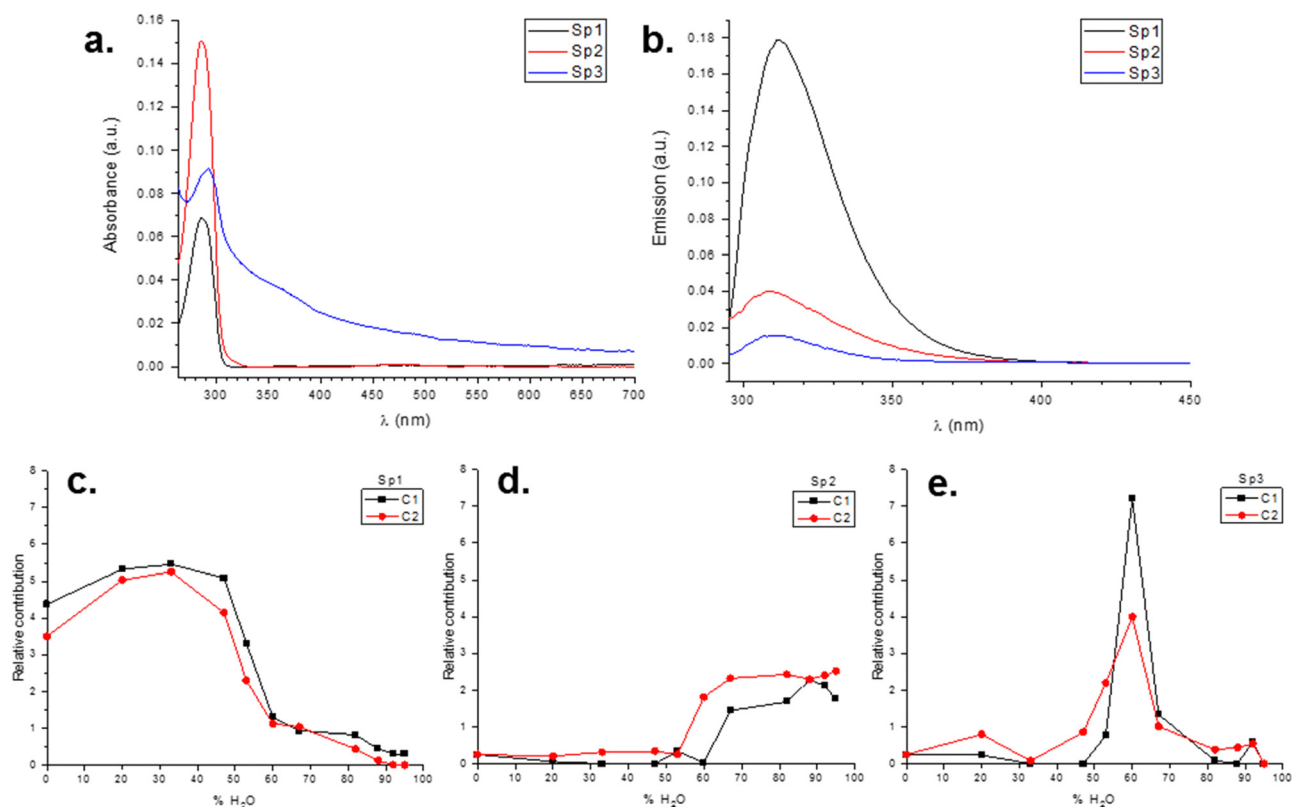 a.
Sp1
Sp2
Sp3
Absorbance (a.u.)
0.16
0.14
0.12
0.10
0.08
0.06
0.04
0.02
0.00
300 350 400 450 500 550 600 650 700
λ (nm)
b.
Sp1
Sp2
Sp3
Emission (a.u.)
0.18
0.16
0.14
0.12
0.10
0.08
0.06
0.04
0.02
0.00
300 350 400 450
λ (nm)
c.
Sp1
C1
C2
Relative contribution
8
7
6
5
4
3
2
1
0
0 10 20 30 40 50 60 70 80 90 100
% H₂O
d.
Sp2
C1
C2
Relative contribution
8
6
4
2
0
0 10 20 30 40 50 60 70 80 90 100
% H₂O
e.
Sp3
C1
C2
Relative contribution
8
7
6
5
4
3
2
1
0
0 10 20 30 40 50 60 70 80 90 100
% H₂O